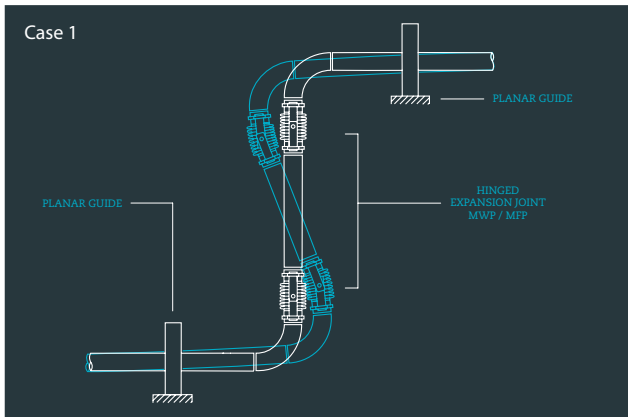 Case 1
PLANAR GUIDE
HINGED
EXPANSION JOINT
MWP / MFP
PLANAR GUIDE